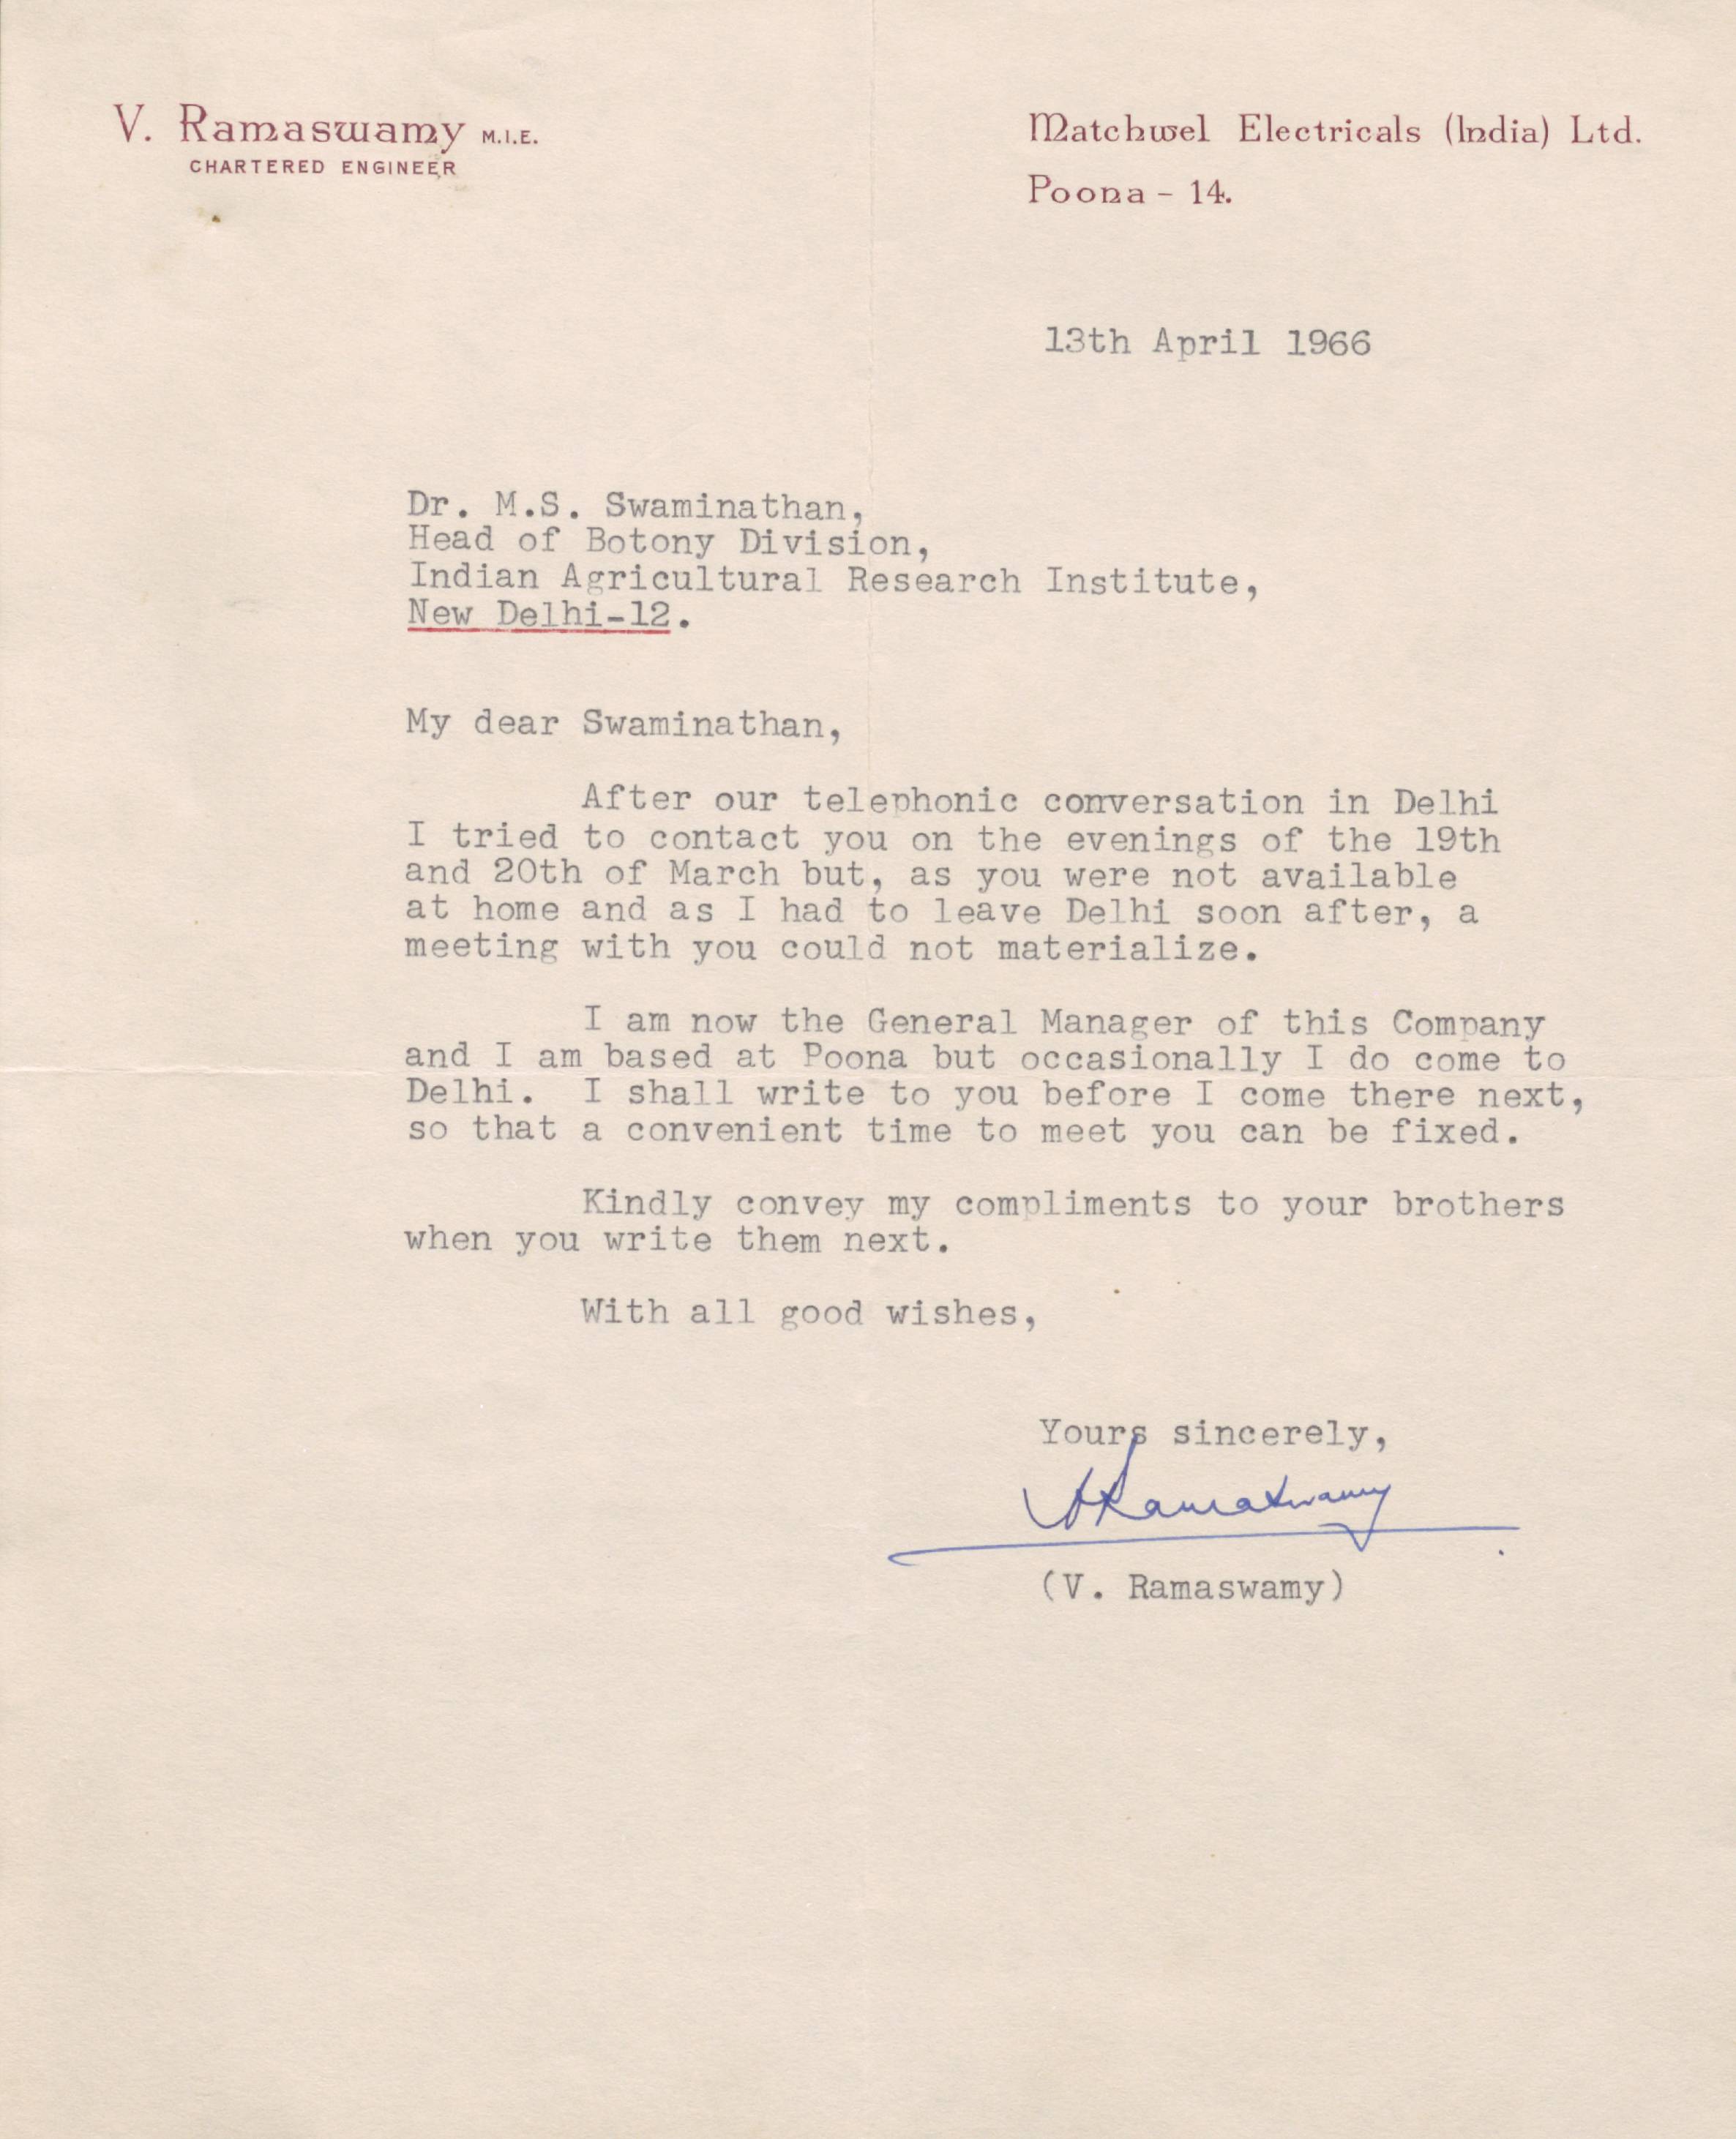 V. Ramaswamy M.I.E.
CHARTERED ENGINEER
Matchwel Electricals (India) Ltd.
Poona - 14.
13th April 1966
Dr. M.S. Swaminathan,
Head of Botony Division,
Indian Agricultural Research Institute,
New Delhi-12.
My dear Swaminathan,
After our telephonic conversation in Delhi
I tried to contact you on the evenings of the 19th
and 20th of March but, as you were not available
at home and as I had to leave Delhi soon after, a
meeting with you could not materialize.
I am now the General Manager of this Company
and I am based at Poona but occasionally I do come to
Delhi. I shall write to you before I come there next,
so that a convenient time to meet you can be fixed.
Kindly convey my compliments to your brothers
when you write them next.
With all good wishes,
Yours sincerely,
VRamaswamy
(V. Ramaswamy)